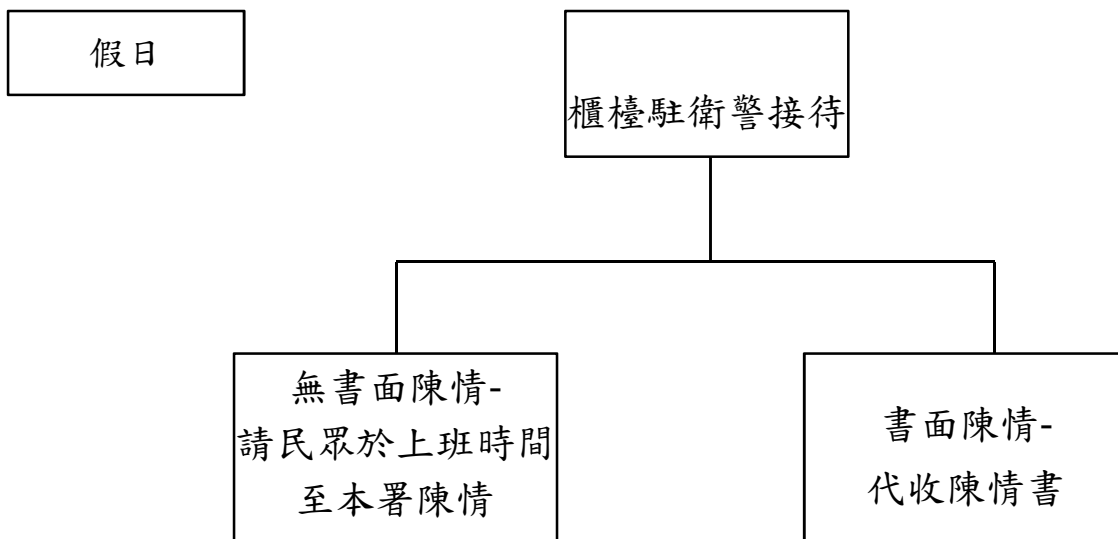 假日
櫃檯駐衛警接待
無書面陳情-
請民眾於上班時間
至本署陳情
書面陳情-
代收陳情書